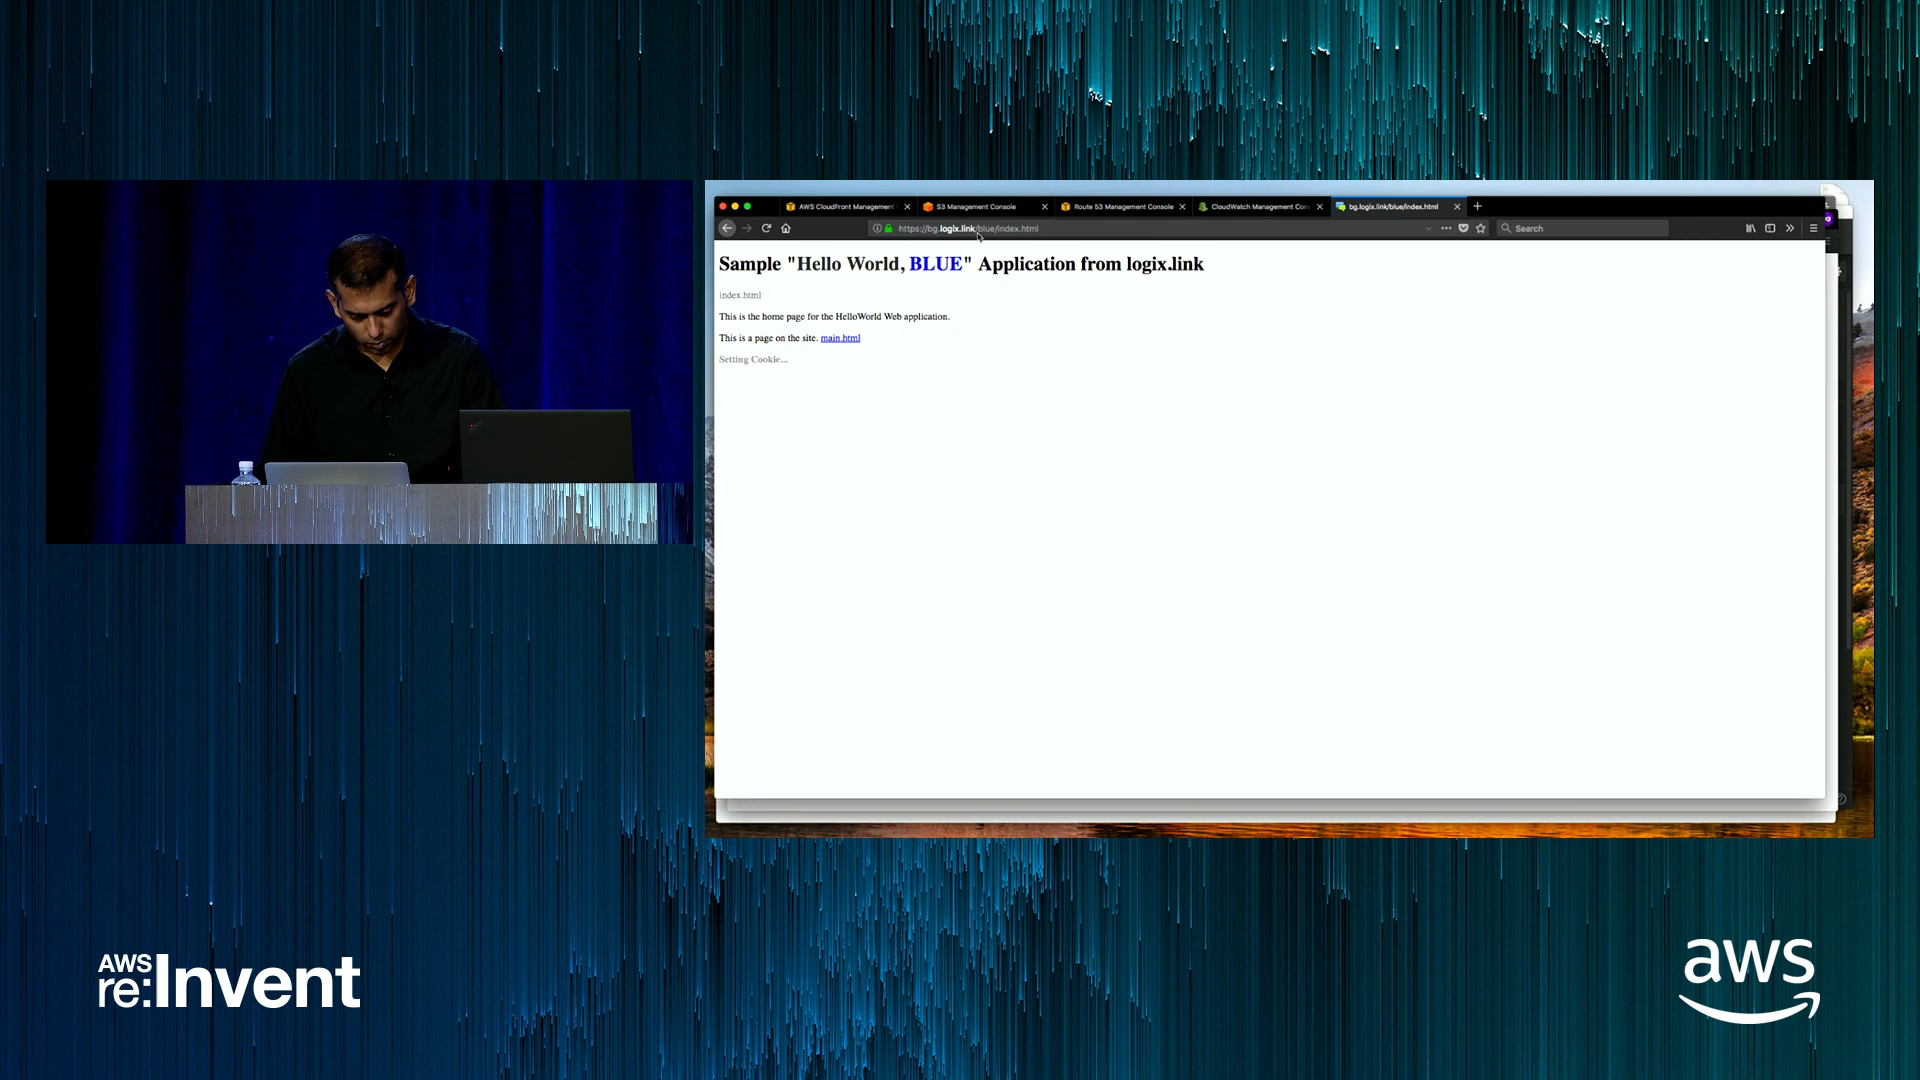 AWS CloudFront Management
S3 Management Console
Route 53 Management Console
CloudWatch Management Con
bg.logix.link/blue/index.html
https://bg.logix.link/blue/index.html
Search
Sample "Hello World, BLUE" Application from logix.link
index.html
This is the home page for the HelloWorld Web application.
This is a page on the site. main.html
Setting Cookie...
AWS
re:Invent
aws